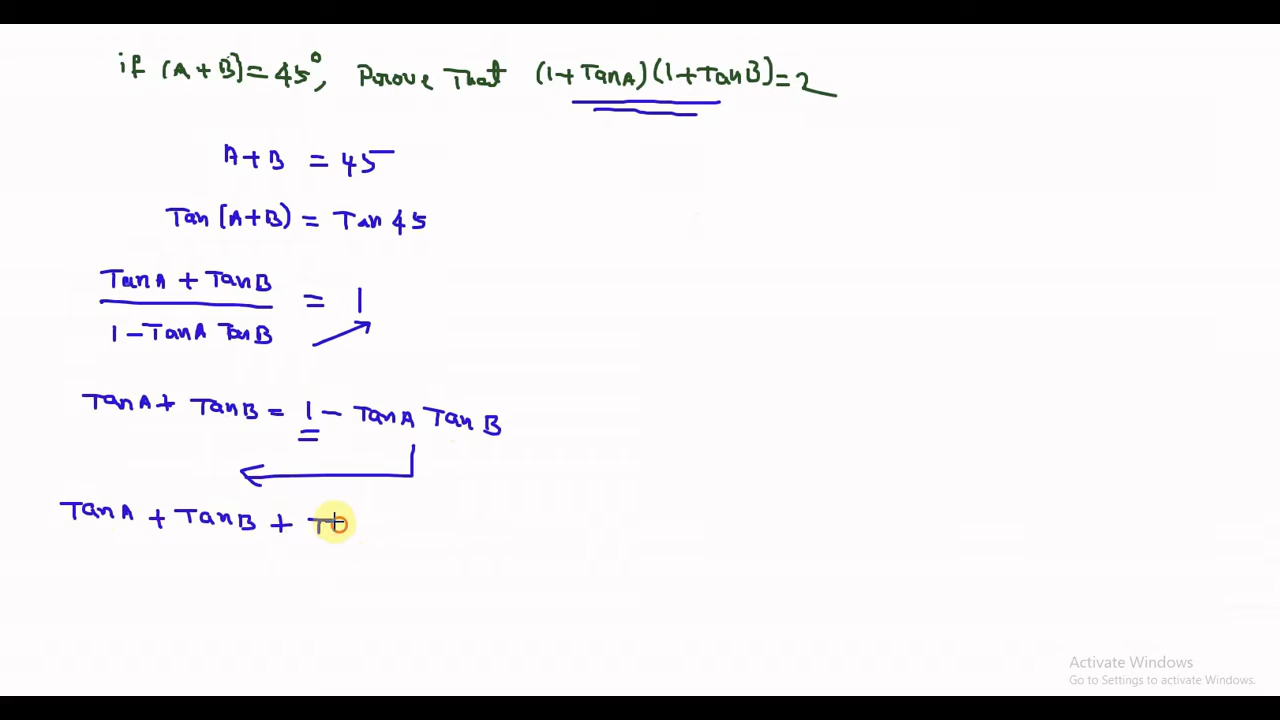 if (A+B)=45°, Prove That (1+TanA)(1+TanB)=2
A+B = 45
Tan(A+B) = Tan 45
TanA + TanB
= 1
1-TanA TanB
TanA+ TanB = 1 - TanA TanB
TanA + TanB + T
Activate Windows
Go to Settings to activate Windows.